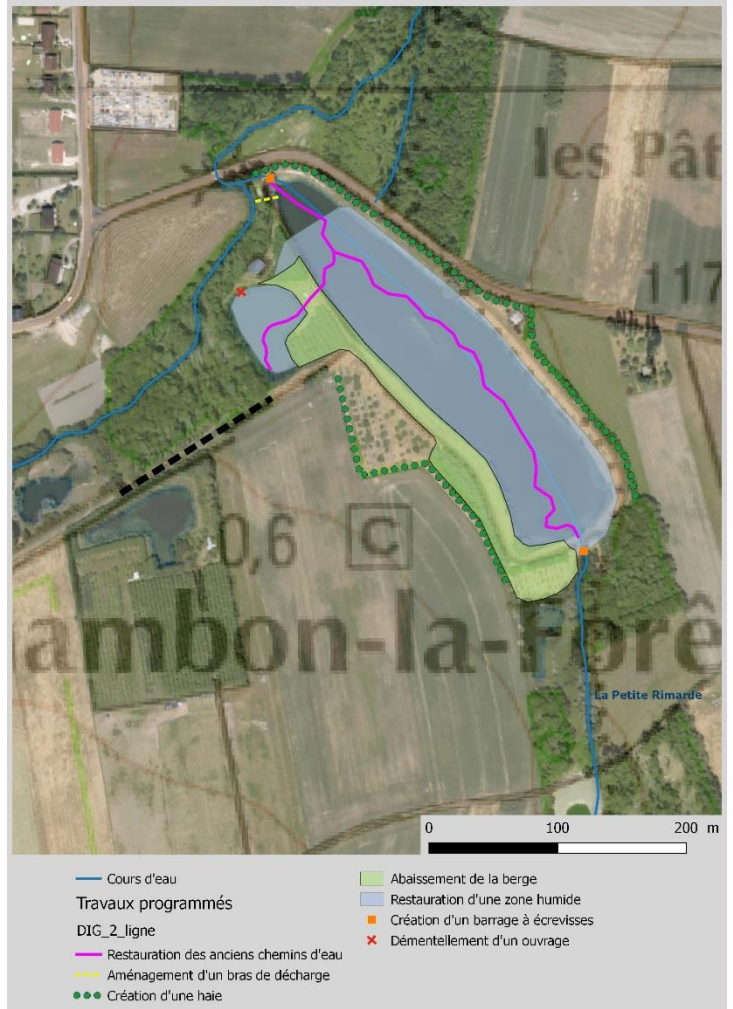 les Pât
117
0,6 C
ambon-la-Forê
La Petite Rimarde
0 100 200 m
Cours d'eau
Travaux programmés
DIG_2_ligne
Restauration des anciens chemins d'eau
Aménagement d'un bras de décharge
Création d'une haie
Abaissement de la berge
Restauration d'une zone humide
Création d'un barrage à écrevisses
Démentellement d'un ouvrage